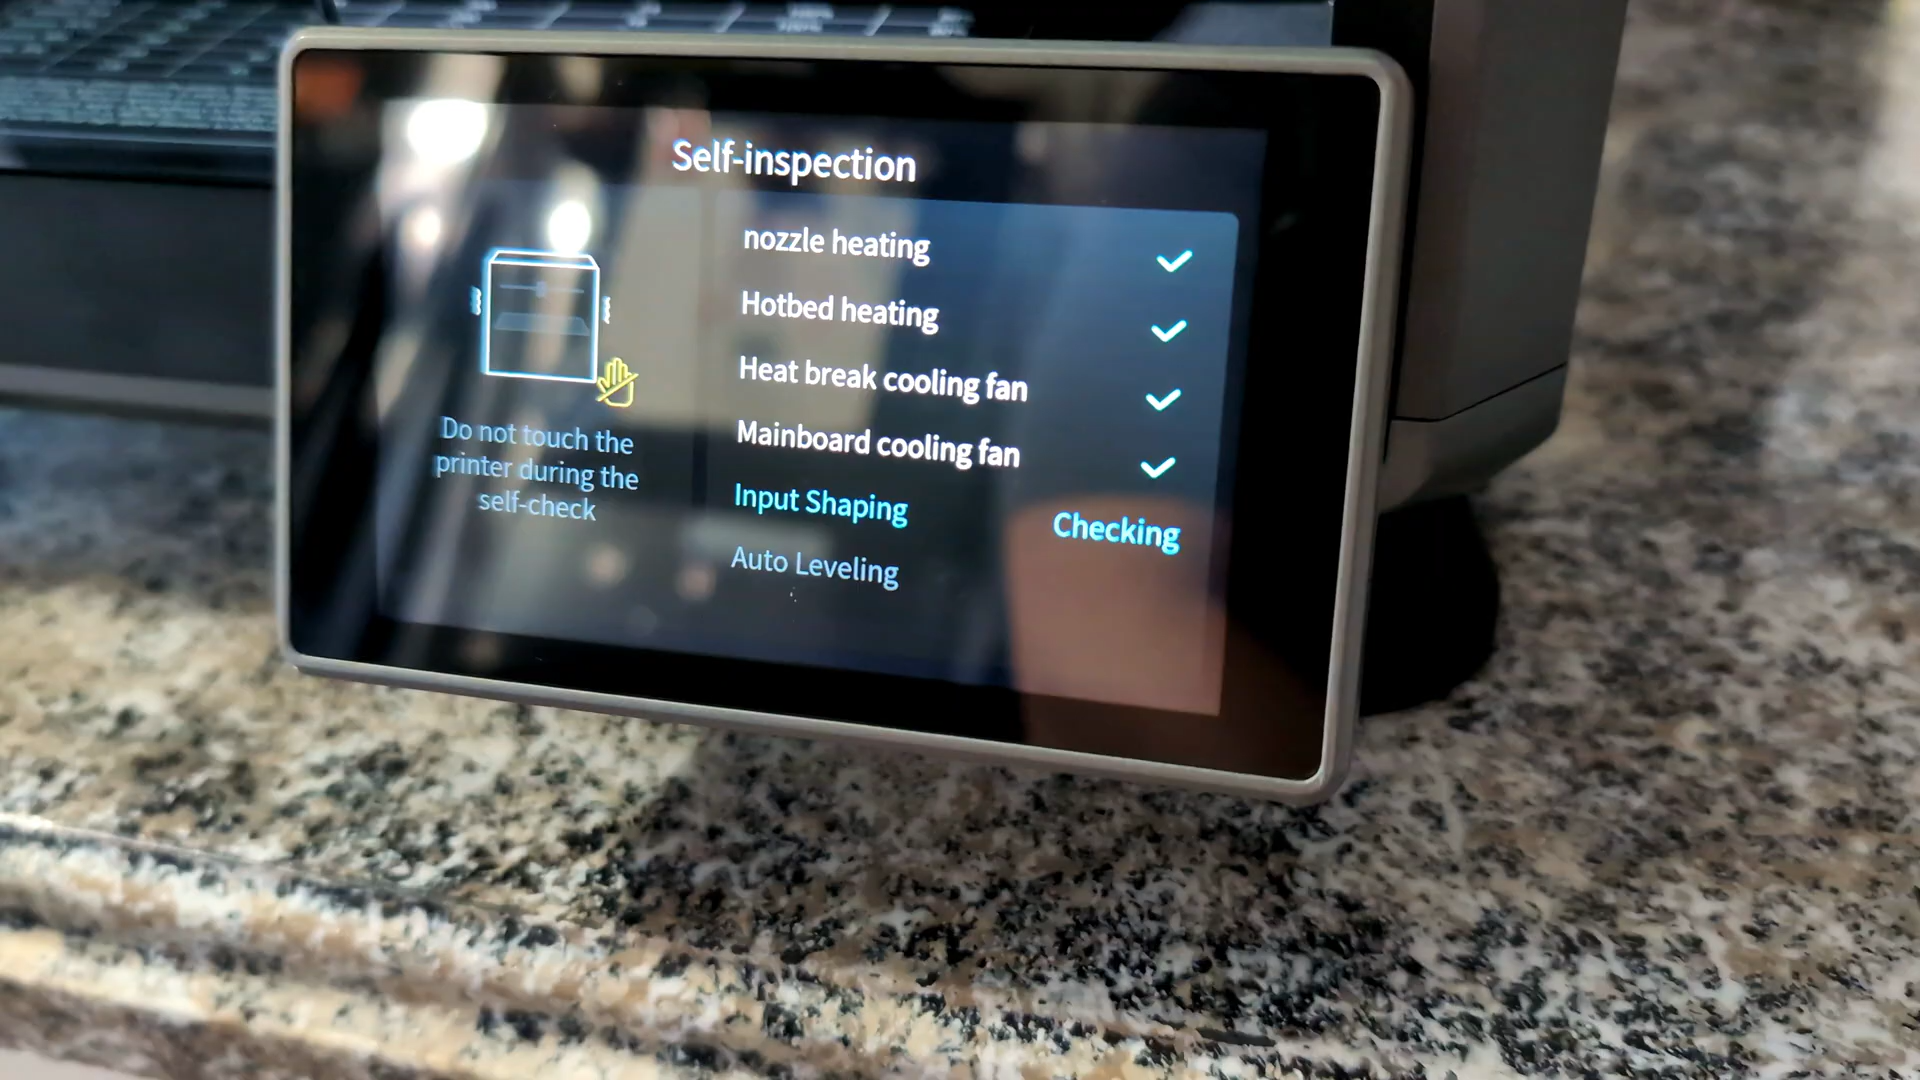 Self-inspection
nozzle heating
Hotbed heating
Heat break cooling fan
Mainboard cooling fan
Input Shaping
Checking
Auto Leveling
Do not touch the
printer during the
self-check